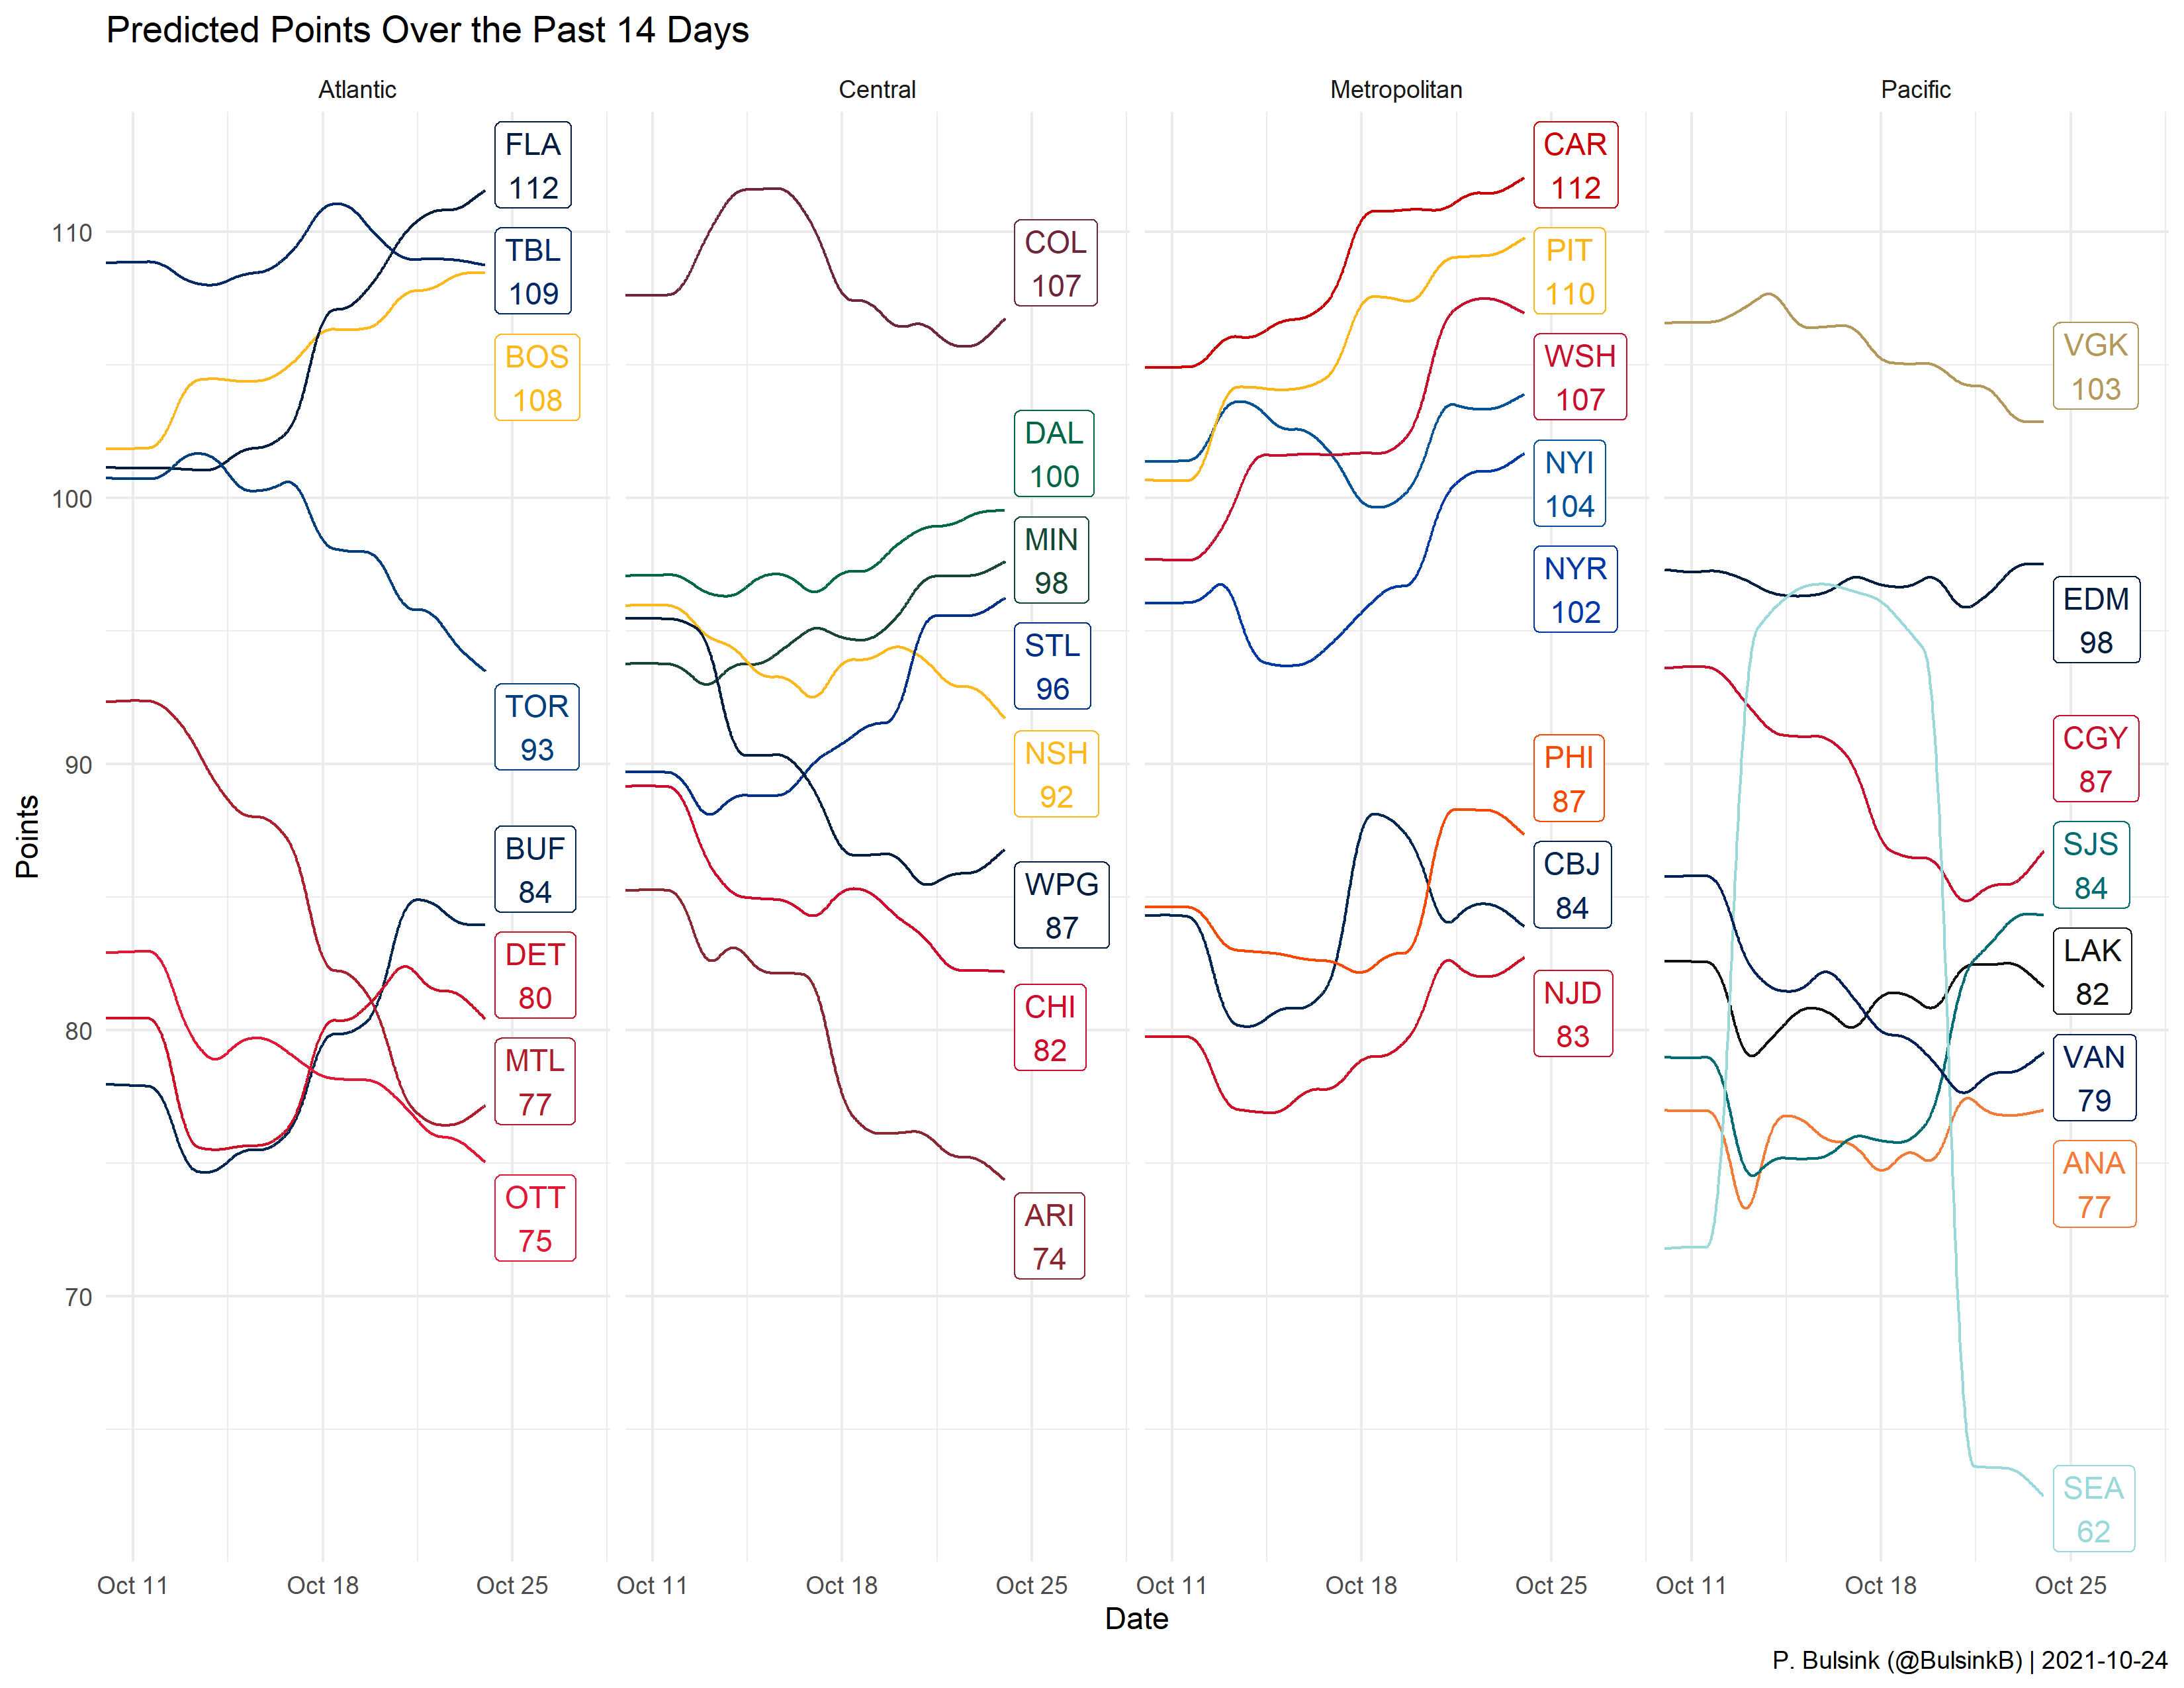 Predicted Points Over the Past 14 Days
Atlantic
Central
Metropolitan
Pacific
Points
110
100
90
80
70
FLA
112
TBL
109
BOS
108
TOR
93
BUF
84
DET
80
MTL
77
OTT
75
COL
107
DAL
100
MIN
98
STL
96
NSH
92
WPG
87
CHI
82
ARI
74
CAR
112
PIT
110
WSH
107
NYI
104
NYR
102
PHI
87
CBJ
84
NJD
83
VGK
103
EDM
98
CGY
87
SJS
84
LAK
82
VAN
79
ANA
77
SEA
62
Oct 11 Oct 18 Oct 25
Oct 11 Oct 18 Oct 25
Oct 11 Oct 18 Oct 25
Oct 11 Oct 18 Oct 25
Date
P. Bulsink (@BulsinkB) | 2021-10-24